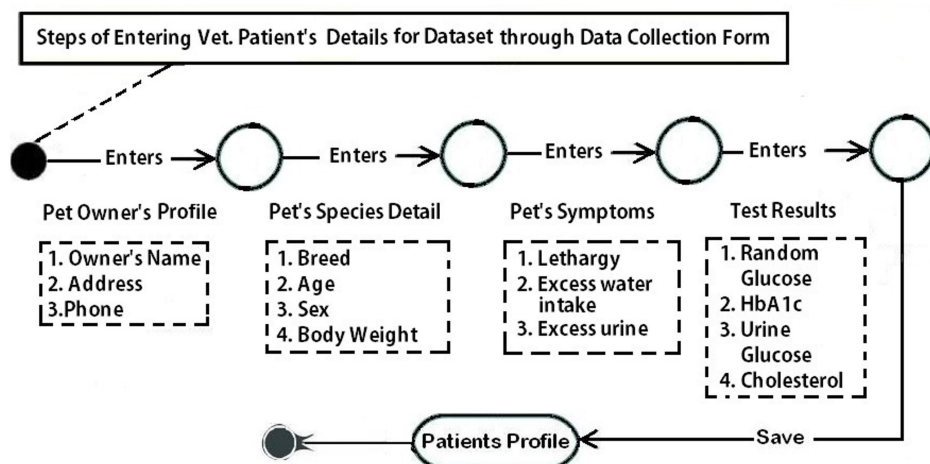 Steps of Entering Vet. Patient's Details for Dataset through Data Collection Form
Enters
Enters
Enters
Enters
Pet Owner's Profile
1. Owner's Name
2. Address
3.Phone
Pet's Species Detail
1. Breed
2. Age
3. Sex
4. Body Weight
Pet's Symptoms
1. Lethargy
2. Excess water
intake
3. Excess urine
Test Results
1. Random
Glucose
2. HbA1c
3. Urine
Glucose
4. Cholesterol
Patients Profile
Save